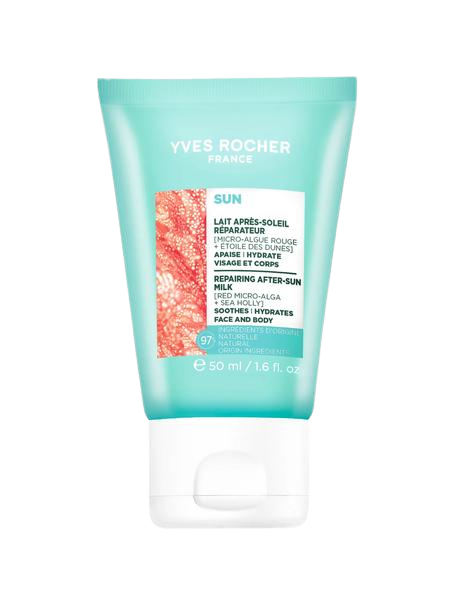 YVES ROCHER
FRANCE
SUN
LAIT APRÈS-SOLEIL
RÉPARATEUR
[MICRO-ALGUE ROUGE
+ ÉTOILE DES DUNES]
APAISE | HYDRATE
VISAGE ET CORPS
REPAIRING AFTER-SUN
MILK
[RED MICRO-ALGA
+ SEA HOLLY]
SOOTHES | HYDRATES
FACE AND BODY
97
INGRÉDIENTS D'ORIGINE
NATURELLE
NATURAL
ORIGIN INGREDIENTS
e 50 ml / 1.6 fl. oz